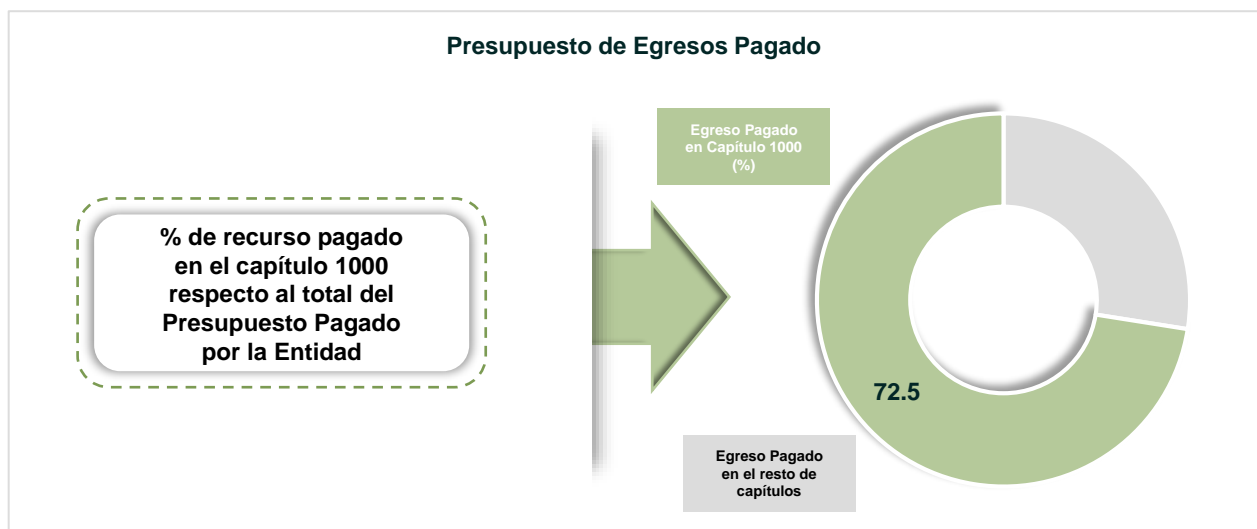 Presupuesto de Egresos Pagado
Egreso Pagado
en Capítulo 1000
(%)
% de recurso pagado
en el capítulo 1000
respecto al total del
Presupuesto Pagado
por la Entidad
72.5
Egreso Pagado
en el resto de
capítulos